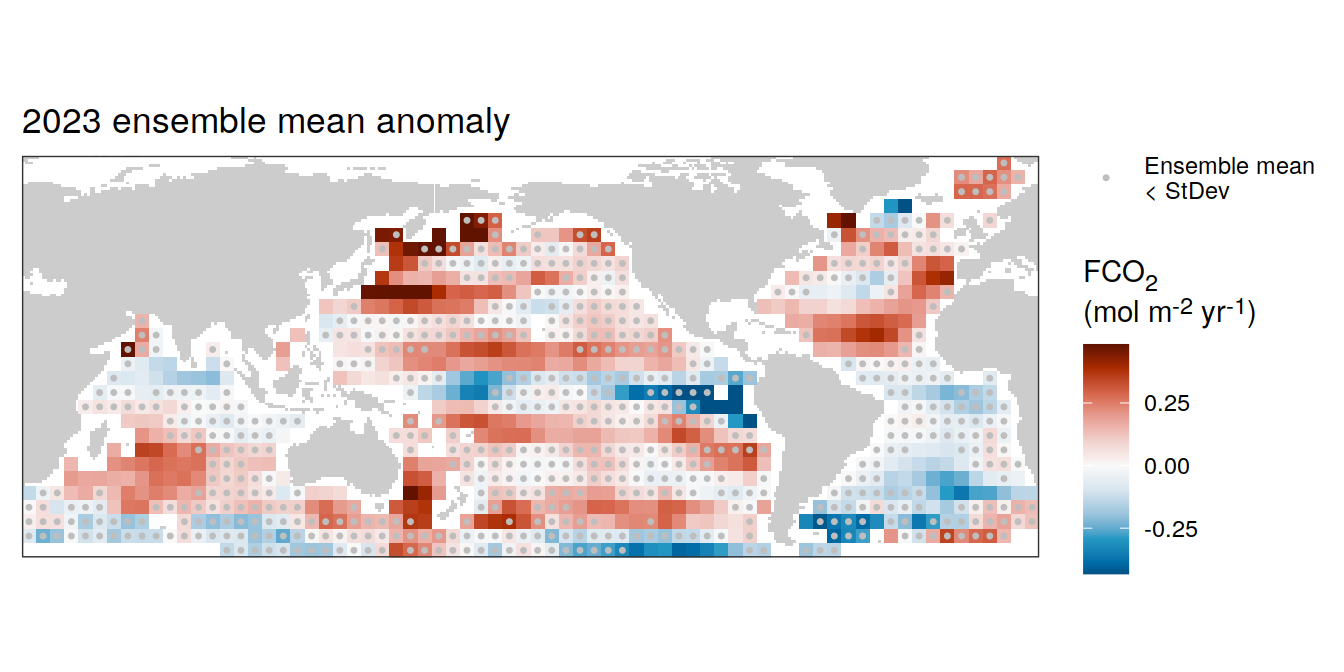 2023 ensemble mean anomaly
Ensemble mean
< StDev
FCO₂
(mol m⁻² yr⁻¹)
0.25
0.00
-0.25